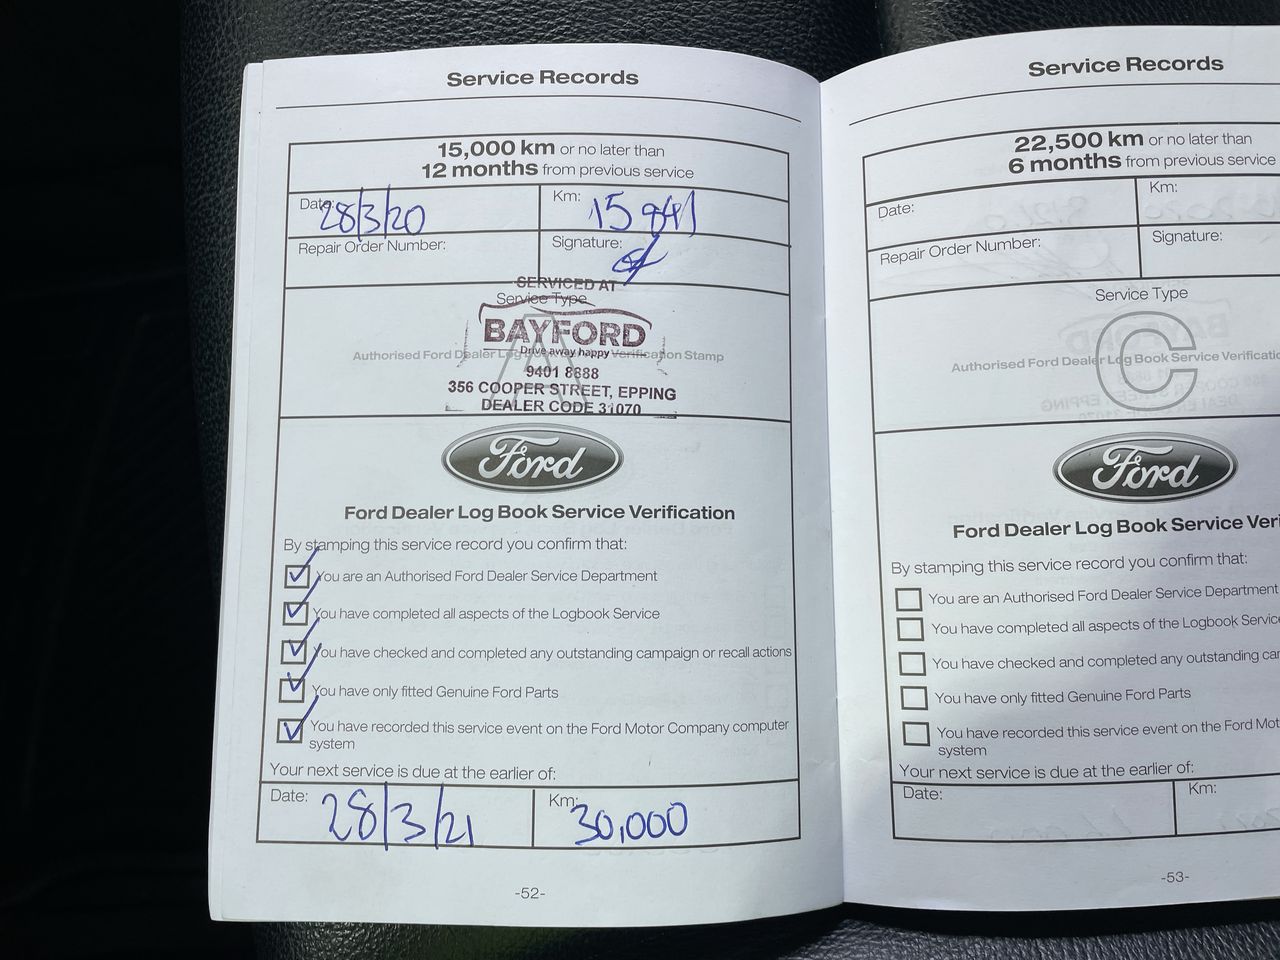 Service Records
15,000 km or no later than
12 months from previous service
Date: 28/3/20
Km: 15 841
Repair Order Number:
Signature:
SERVICED AT
Service Type
BAYFORD
Drive away happy
Authorised Ford Dealer Log Verification Stamp
9401 8888
356 COOPER STREET, EPPING
DEALER CODE 31070
A
Ford
Ford Dealer Log Book Service Verification
By stamping this service record you confirm that:
You are an Authorised Ford Dealer Service Department
You have completed all aspects of the Logbook Service
You have checked and completed any outstanding campaign or recall actions
You have only fitted Genuine Ford Parts
You have recorded this service event on the Ford Motor Company computer
system
Your next service is due at the earlier of:
Date: 28/3/21
Km: 30,000
-52-
Service Records
22,500 km or no later than
6 months from previous service
Date:
Km:
Repair Order Number:
Signature:
Service Type
C
Authorised Ford Dealer Log Book Service
Ford
Ford Dealer Log Book Service
By stamping this service record you confirm that:
You are an Authorised Ford Dealer Service Department
You have completed all aspects of the Logbook
You have checked and completed any outstanding
You have only fitted Genuine Ford Parts
You have recorded this service event on the Ford
system
Your next service is due at the earlier of:
Date:
Km:
-53-